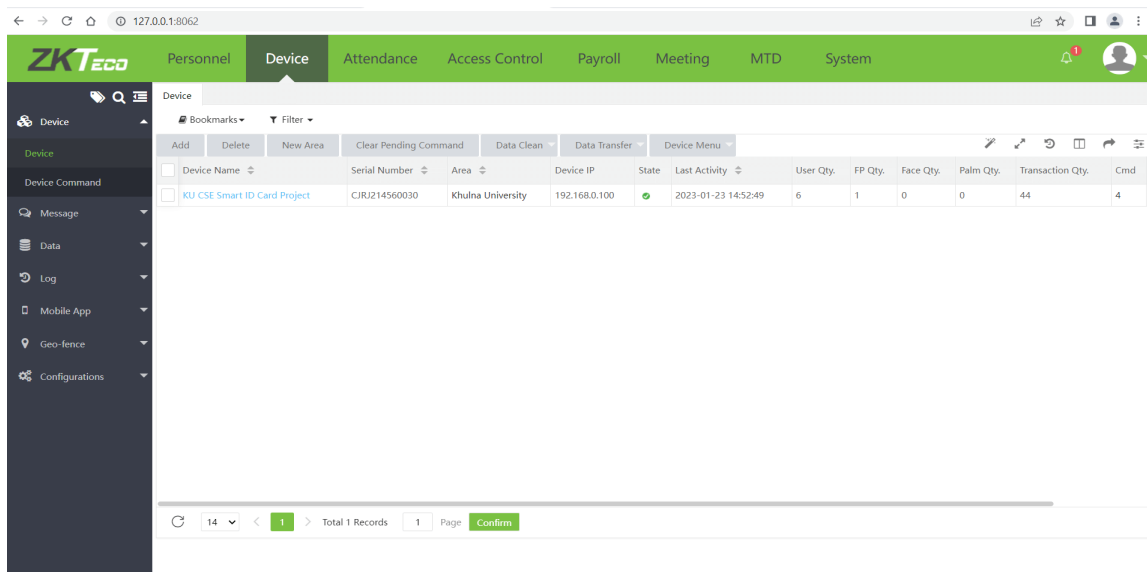 127.0.0.1:8062
ZKTeco Personnel Device Attendance Access Control Payroll Meeting MTD System 1
Device
Device
Device
Device Command
Message
Data
Log
Mobile App
Geo-fence
Configurations
Bookmarks Filter
Add Delete New Area Clear Pending Command Data Clean Data Transfer Device Menu
Device Name Serial Number Area Device IP State Last Activity User Qty. FP Qty. Face Qty. Palm Qty. Transaction Qty. Cmd
KU CSE Smart ID Card Project CJRJ214560030 Khulna University 192.168.0.100 2023-01-23 14:52:49 6 1 0 0 44 4
14 < 1 > Total 1 Records 1 Page Confirm